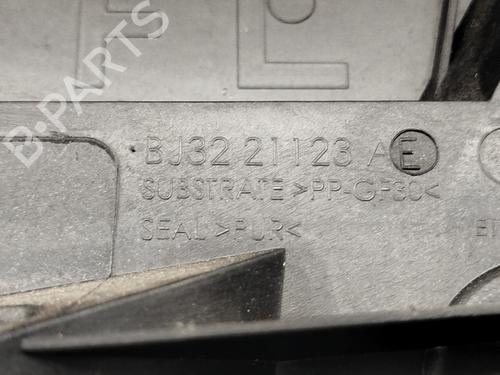 B-PARTS
BJ32 21123 AE
SUBSTRATE >PP-GF30<
SEAL >PUR<